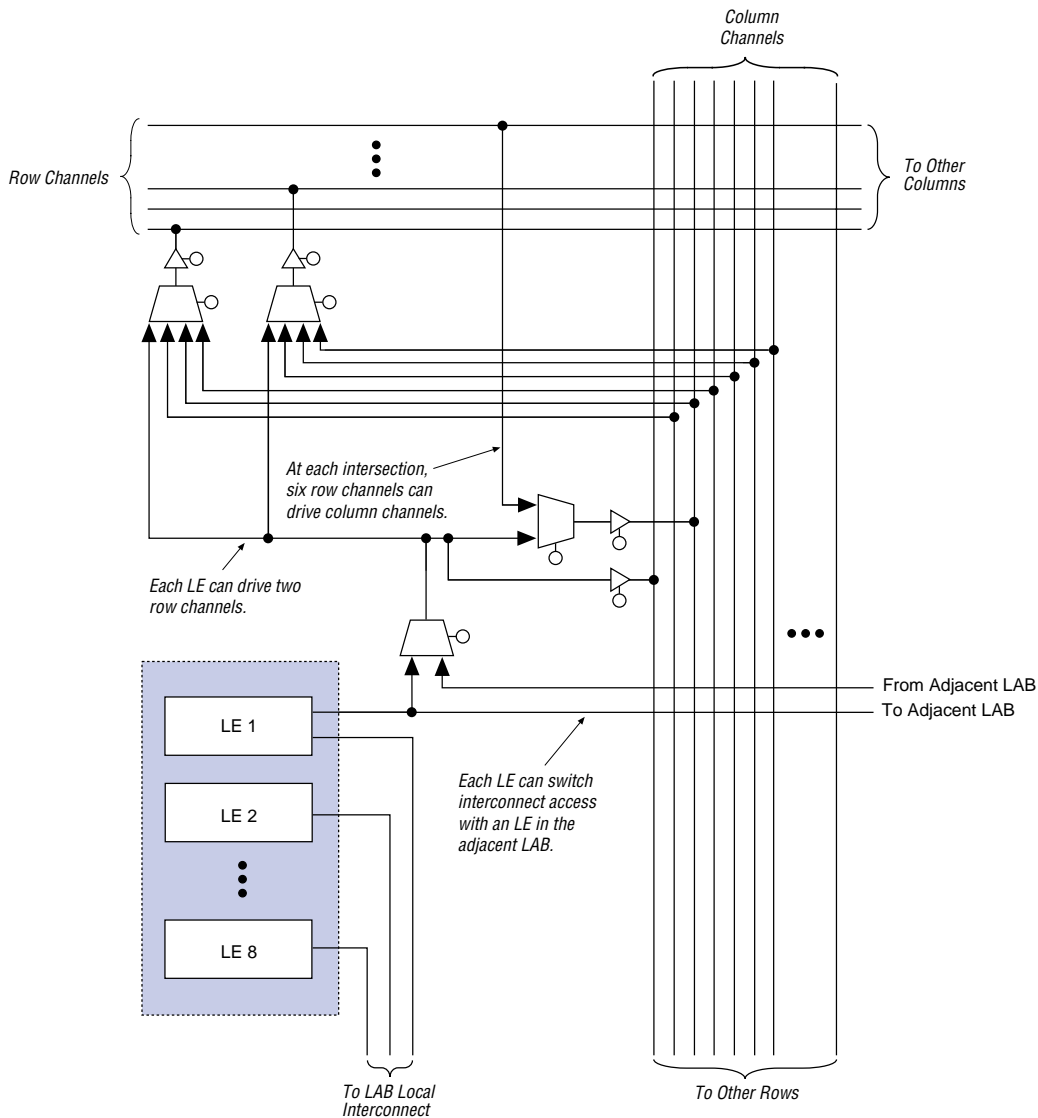 Column
Channels
Row Channels
To Other
Columns
At each intersection,
six row channels can
drive column channels.
Each LE can drive two
row channels.
From Adjacent LAB
To Adjacent LAB
LE 1
Each LE can switch
interconnect access
with an LE in the
adjacent LAB.
LE 2
LE 8
To LAB Local
Interconnect
To Other Rows